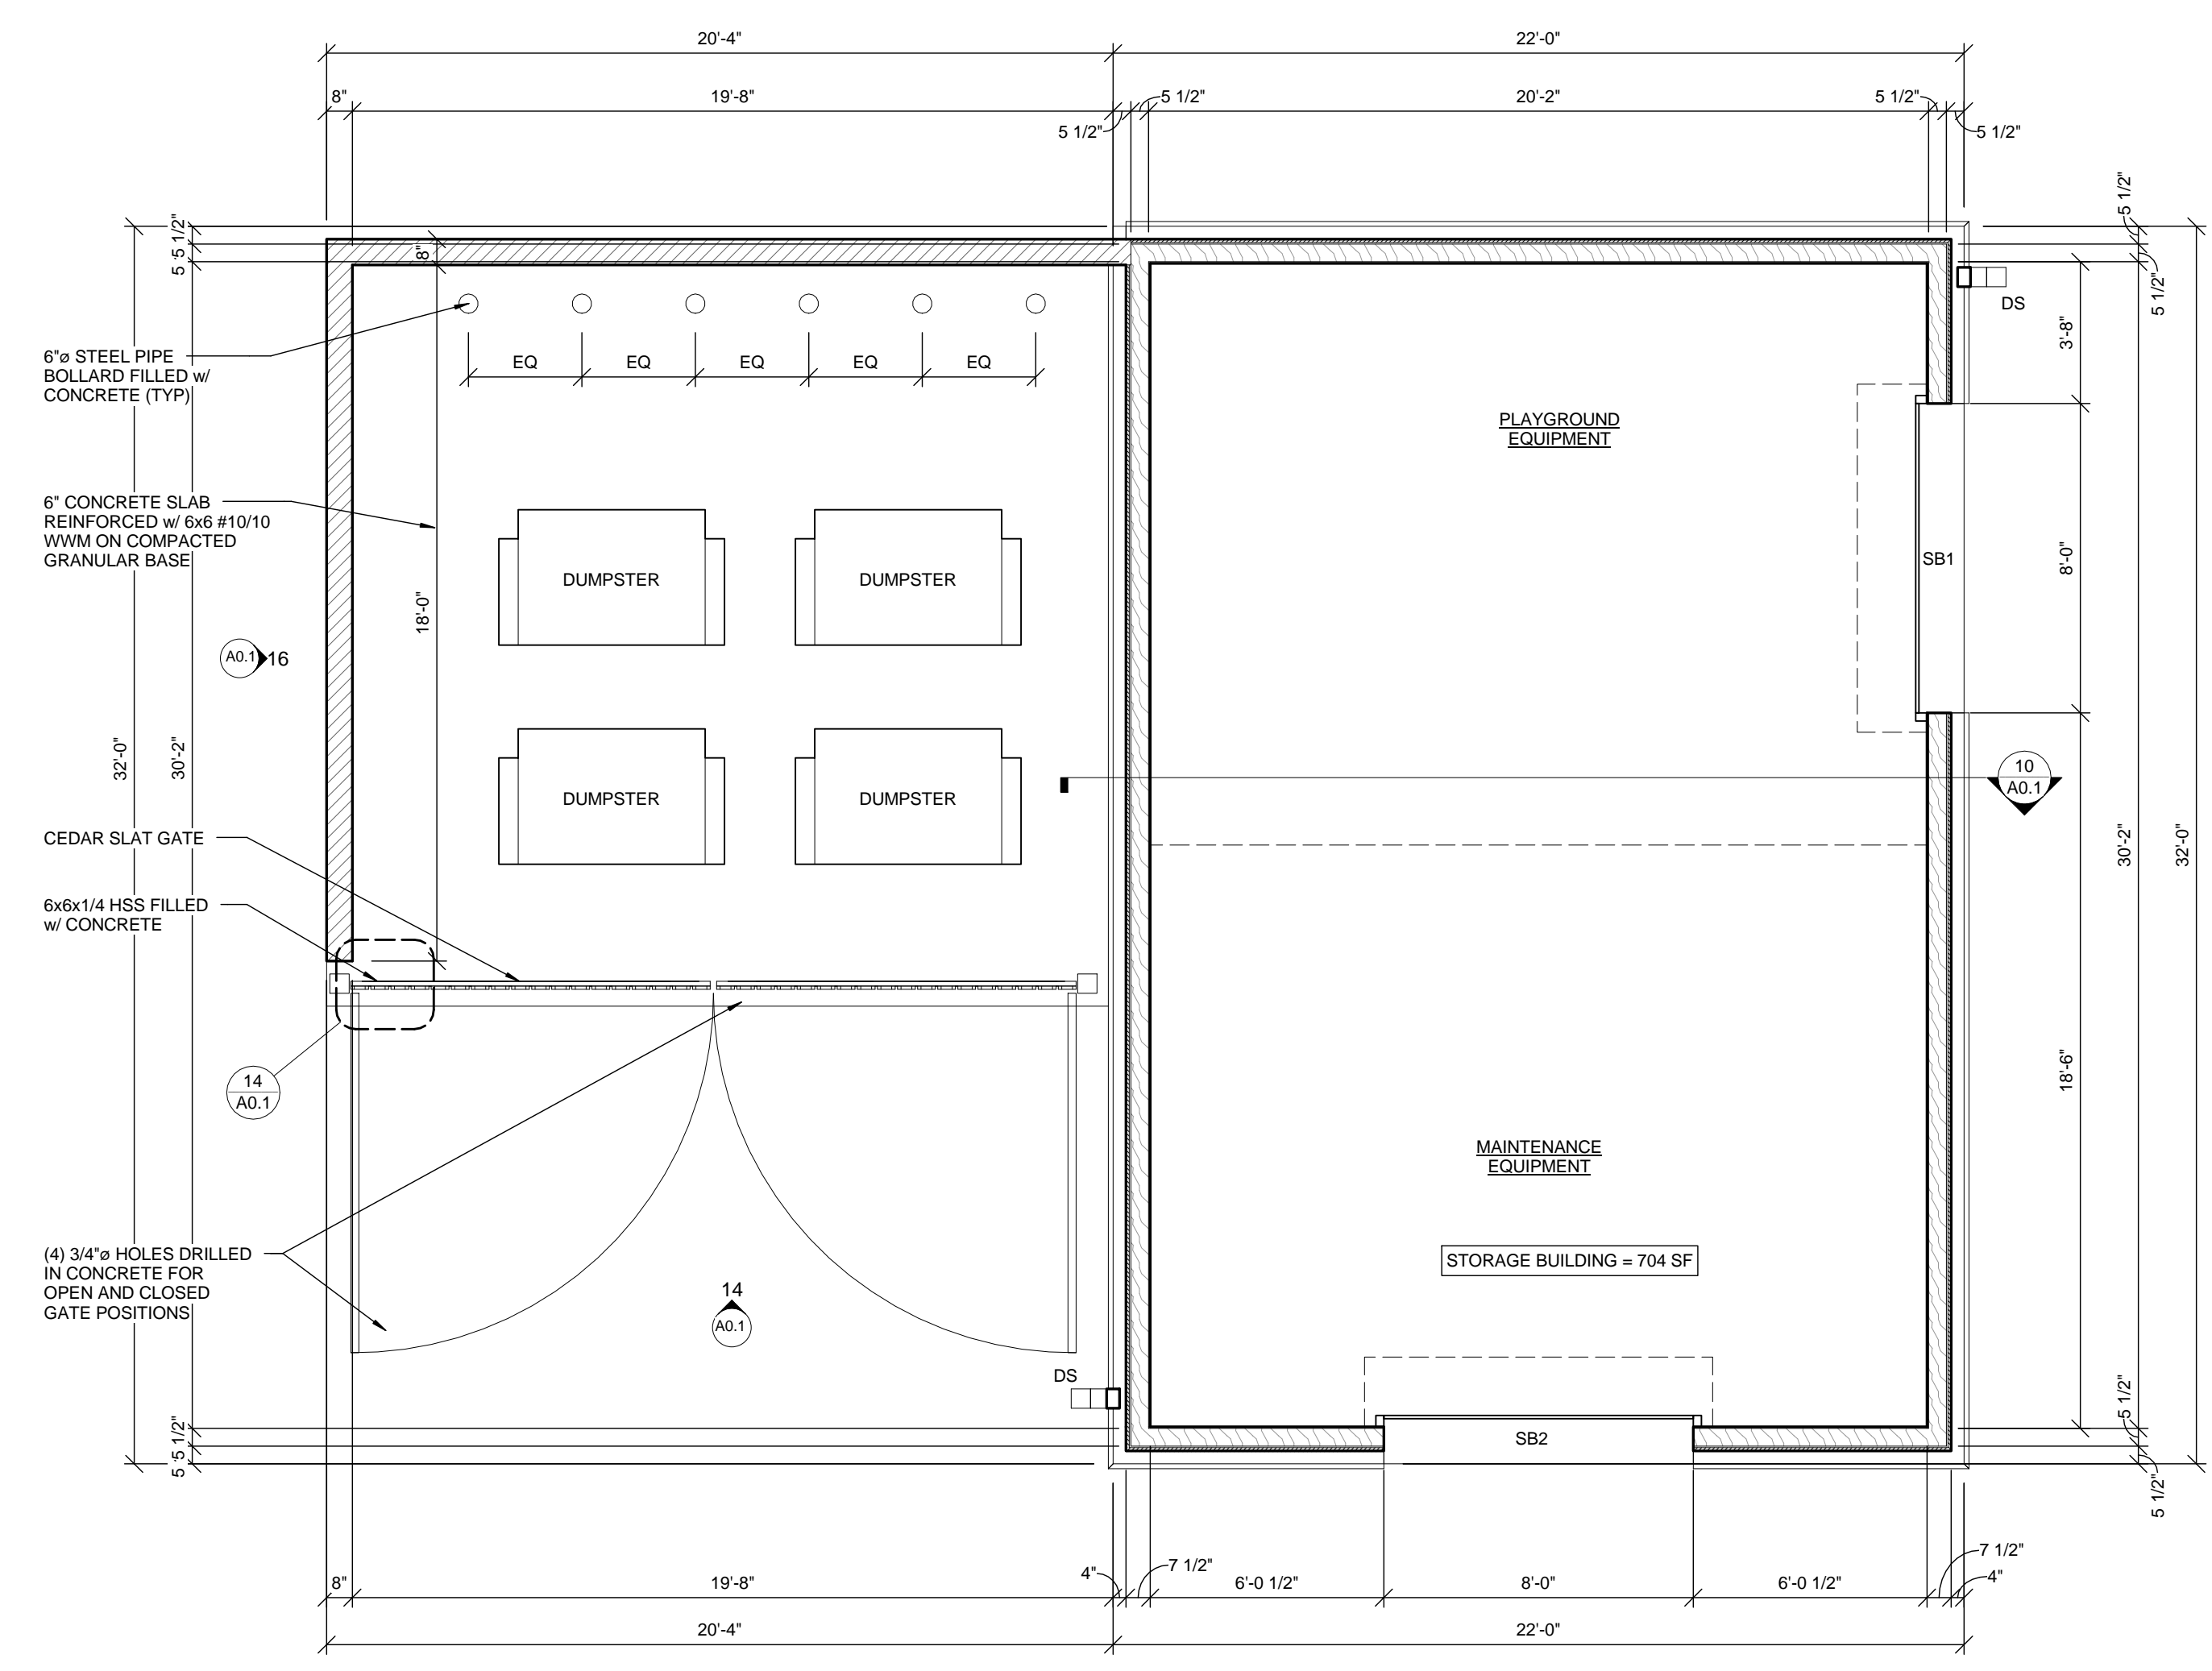 20'-4"
22'-0"
8"
19'-8"
5 1/2"
5 1/2"
20'-2"
5 1/2"
5 1/2"
5 1/2"
5 1/2"
5 1/2"
5 1/2"
8"
DS
3'-8"
6"ø STEEL PIPE
BOLLARD FILLED w/
CONCRETE (TYP)
EQ
EQ
EQ
EQ
EQ
PLAYGROUND
EQUIPMENT
6" CONCRETE SLAB
REINFORCED w/ 6x6 #10/10
WWM ON COMPACTED
GRANULAR BASE
18'-0"
DUMPSTER
DUMPSTER
SB1
8'-0"
A0.1
16
32'-0"
30'-2"
DUMPSTER
DUMPSTER
10
A0.1
30'-2"
32'-0"
CEDAR SLAT GATE
6x6x1/4 HSS FILLED
w/ CONCRETE
14
A0.1
18'-6"
MAINTENANCE
EQUIPMENT
STORAGE BUILDING = 704 SF
(4) 3/4"ø HOLES DRILLED
IN CONCRETE FOR
OPEN AND CLOSED
GATE POSITIONS
14
A0.1
DS
SB2
5 1/2"
5 1/2"
5 1/2"
8"
19'-8"
4"
7 1/2"
6'-0 1/2"
8'-0"
6'-0 1/2"
7 1/2"
4"
20'-4"
22'-0"